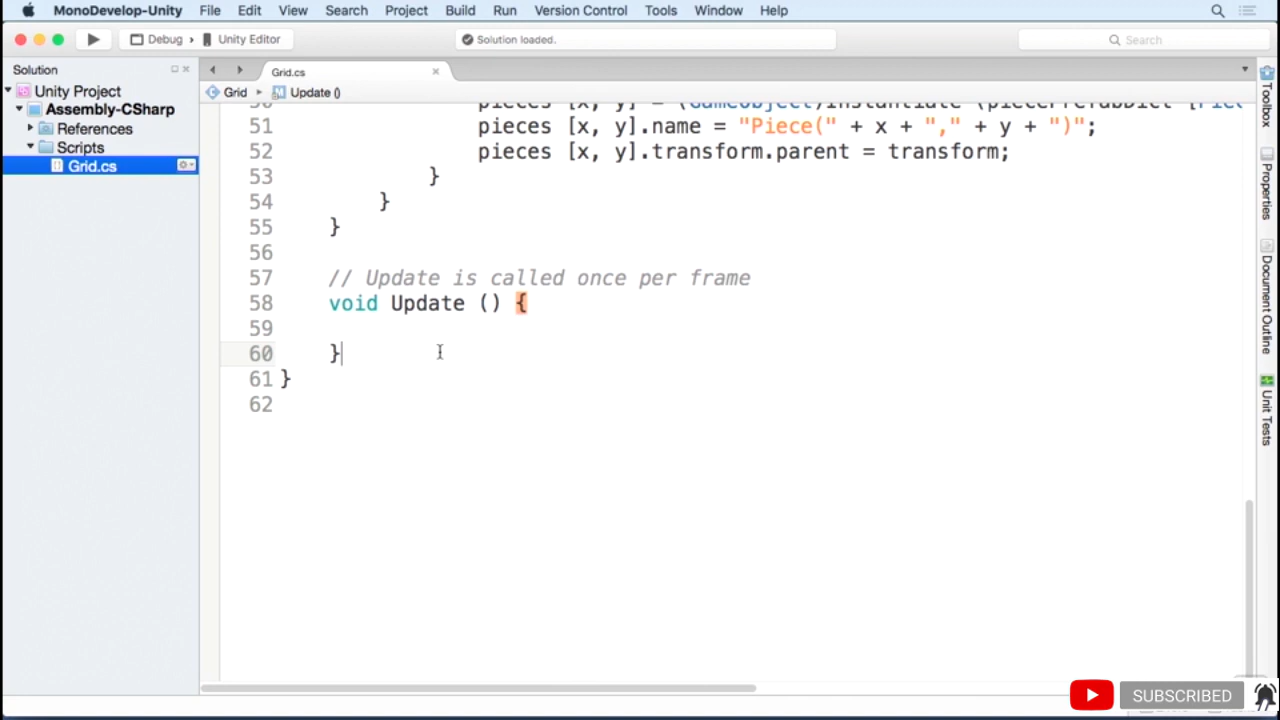 MonoDevelop-Unity File Edit View Search Project Build Run Version Control Tools Window Help
Debug › Unity Editor
Solution loaded.
Search
Solution
Grid.cs
Unity Project
Grid ▸ Update ()
Assembly-CSharp
References
Scripts
Grid.cs
pieces [x, y] = (GameObject)Instantiate (piecePrefabDict
51 pieces [x, y].name = "Piece(" + x + "," + y + ")";
52 pieces [x, y].transform.parent = transform;
53 }
54 }
55 }
56
57 // Update is called once per frame
58 void Update () {
59
60 }
61 }
62
Toolbox
Properties
Document Outline
Unit Tests
SUBSCRIBED